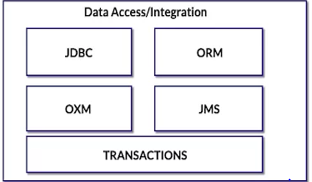 Data Access/Integration
JDBC
ORM
OXM
JMS
TRANSACTIONS